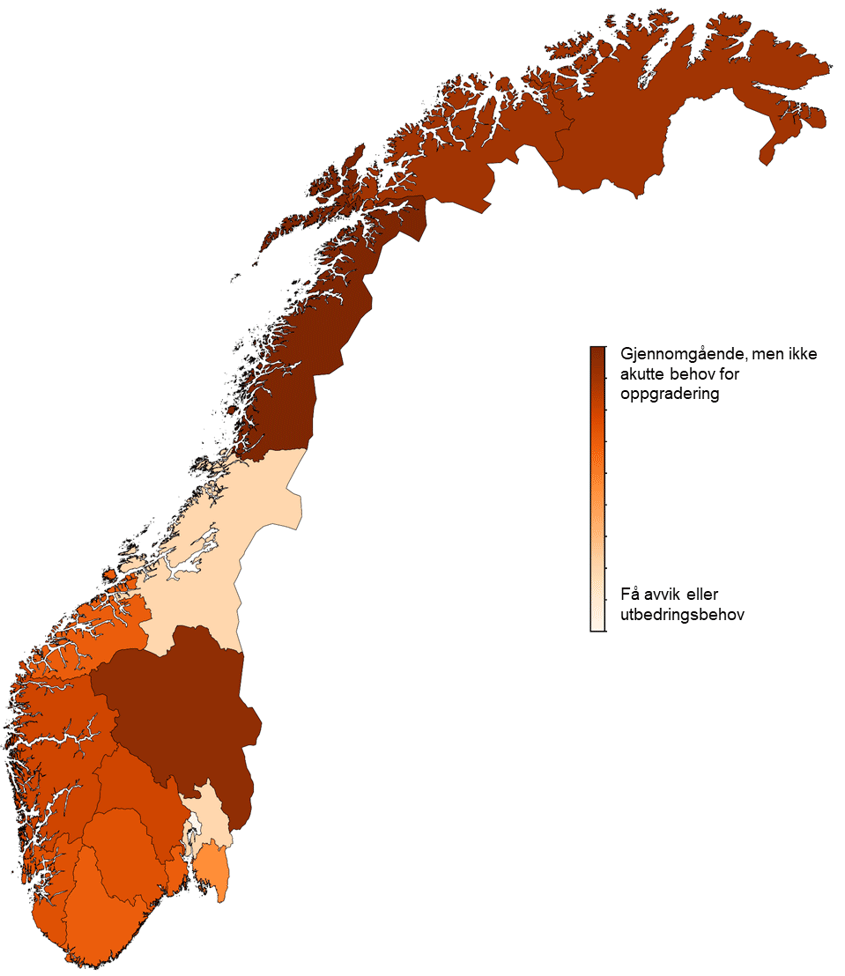 Gjennomgående, men ikke
akutte behov for
oppgradering
Få avvik eller
utbedringsbehov